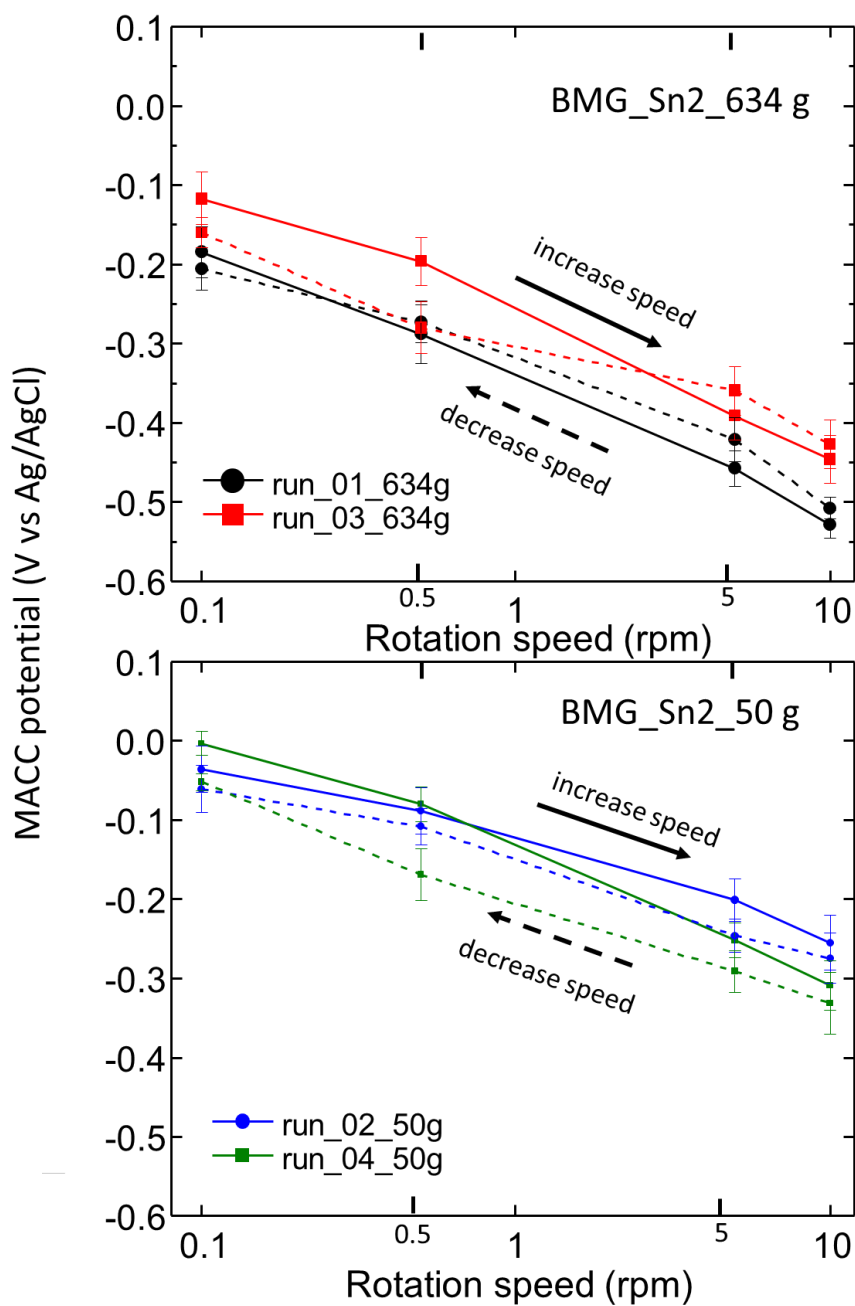 MACC potential (V vs Ag/AgCl)
0.1
0.0
-0.1
-0.2
-0.3
-0.4
-0.5
-0.6
BMG_Sn2_634 g
increase speed
decrease speed
run_01_634g
run_03_634g
0.1
0.5
1
5
10
Rotation speed (rpm)
0.1
0.0
-0.1
-0.2
-0.3
-0.4
-0.5
-0.6
BMG_Sn2_50 g
increase speed
decrease speed
run_02_50g
run_04_50g
0.1
0.5
1
5
10
Rotation speed (rpm)